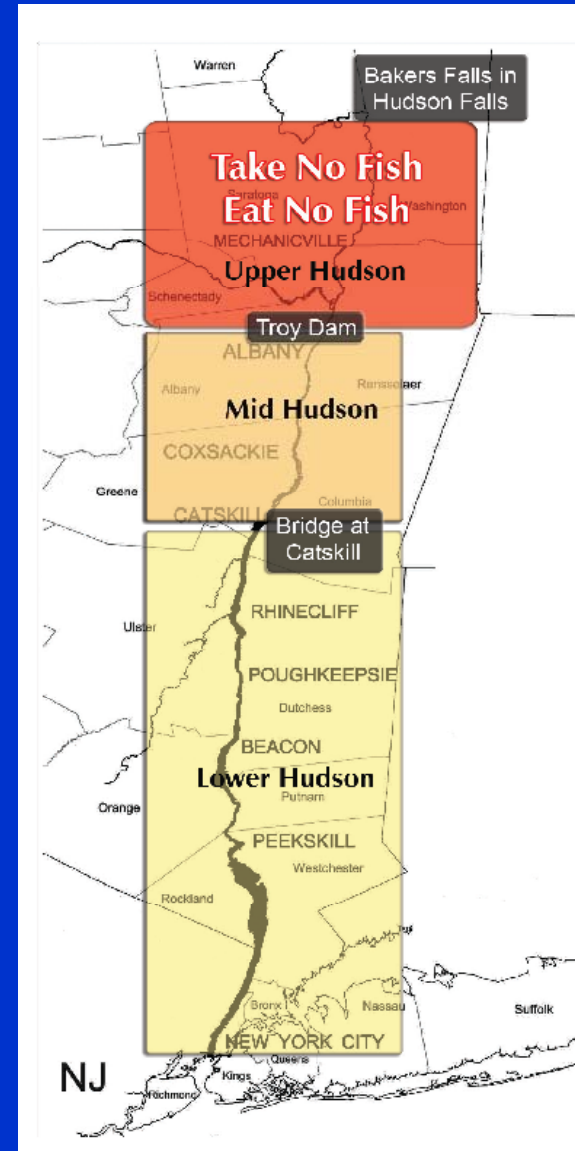 Warren
Bakers Falls in
Hudson Falls
Take No Fish
Saratoga
Eat No Fish
Washington
MECHANICVILLE
Upper Hudson
Schenectady
Troy Dam
ALBANY
Albany
Rensselaer
Mid Hudson
COXSACKIE
Greene
Columbia
CATSKILL
Bridge at
Catskill
RHINECLIFF
Ulster
POUGHKEEPSIE
Dutchess
BEACON
Lower Hudson
Putnam
Orange
PEEKSKILL
Westchester
Rockland
Bronx
Nassau
Suffolk
NEW YORK CITY
Queens
Kings
NJ
Richmond